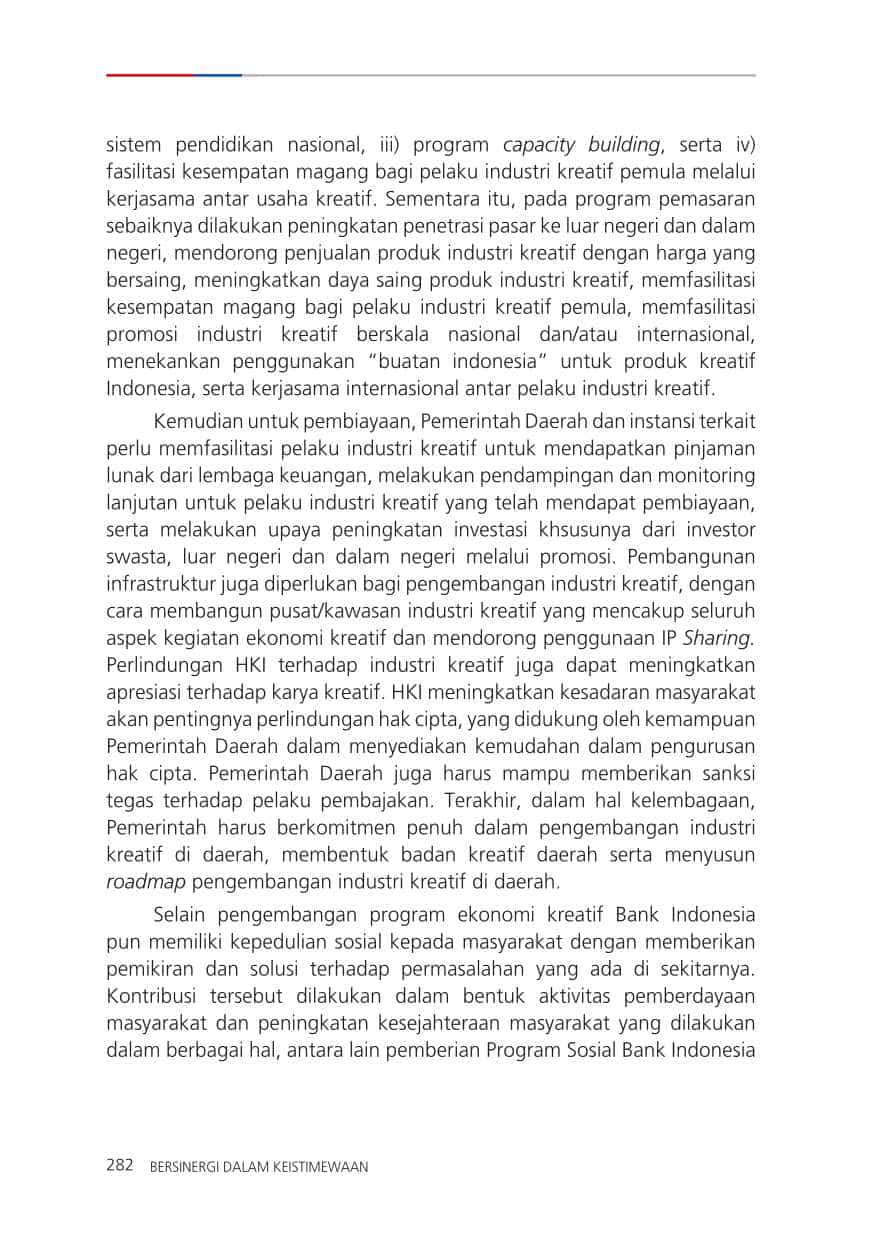 sistem pendidikan nasional, iii) program capacity building, serta iv)
fasilitasi kesempatan magang bagi pelaku industri kreatif pemula melalui
kerjasama antar usaha kreatif. Sementara itu, pada program pemasaran
sebaiknya dilakukan peningkatan penetrasi pasar ke luar negeri dan dalam
negeri, mendorong penjualan produk industri kreatif dengan harga yang
bersaing, meningkatkan daya saing produk industri kreatif, memfasilitasi
kesempatan magang bagi pelaku industri kreatif pemula, memfasilitasi
promosi industri kreatif berskala nasional dan/atau internasional,
menekankan penggunakan “buatan indonesia” untuk produk kreatif
Indonesia, serta kerjasama internasional antar pelaku industri kreatif.
Kemudian untuk pembiayaan, Pemerintah Daerah dan instansi terkait
perlu memfasilitasi pelaku industri kreatif untuk mendapatkan pinjaman
lunak dari lembaga keuangan, melakukan pendampingan dan monitoring
lanjutan untuk pelaku industri kreatif yang telah mendapat pembiayaan,
serta melakukan upaya peningkatan investasi khsusunya dari investor
swasta, luar negeri dan dalam negeri melalui promosi. Pembangunan
infrastruktur juga diperlukan bagi pengembangan industri kreatif, dengan
cara membangun pusat/kawasan industri kreatif yang mencakup seluruh
aspek kegiatan ekonomi kreatif dan mendorong penggunaan IP Sharing.
Perlindungan HKI terhadap industri kreatif juga dapat meningkatkan
apresiasi terhadap karya kreatif. HKI meningkatkan kesadaran masyarakat
akan pentingnya perlindungan hak cipta, yang didukung oleh kemampuan
Pemerintah Daerah dalam menyediakan kemudahan dalam pengurusan
hak cipta. Pemerintah Daerah juga harus mampu memberikan sanksi
tegas terhadap pelaku pembajakan. Terakhir, dalam hal kelembagaan,
Pemerintah harus berkomitmen penuh dalam pengembangan industri
kreatif di daerah, membentuk badan kreatif daerah serta menyusun
roadmap pengembangan industri kreatif di daerah.
Selain pengembangan program ekonomi kreatif Bank Indonesia
pun memiliki kepedulian sosial kepada masyarakat dengan memberikan
pemikiran dan solusi terhadap permasalahan yang ada di sekitarnya.
Kontribusi tersebut dilakukan dalam bentuk aktivitas pemberdayaan
masyarakat dan peningkatan kesejahteraan masyarakat yang dilakukan
dalam berbagai hal, antara lain pemberian Program Sosial Bank Indonesia
282 BERSINERGI DALAM KEISTIMEWAAN